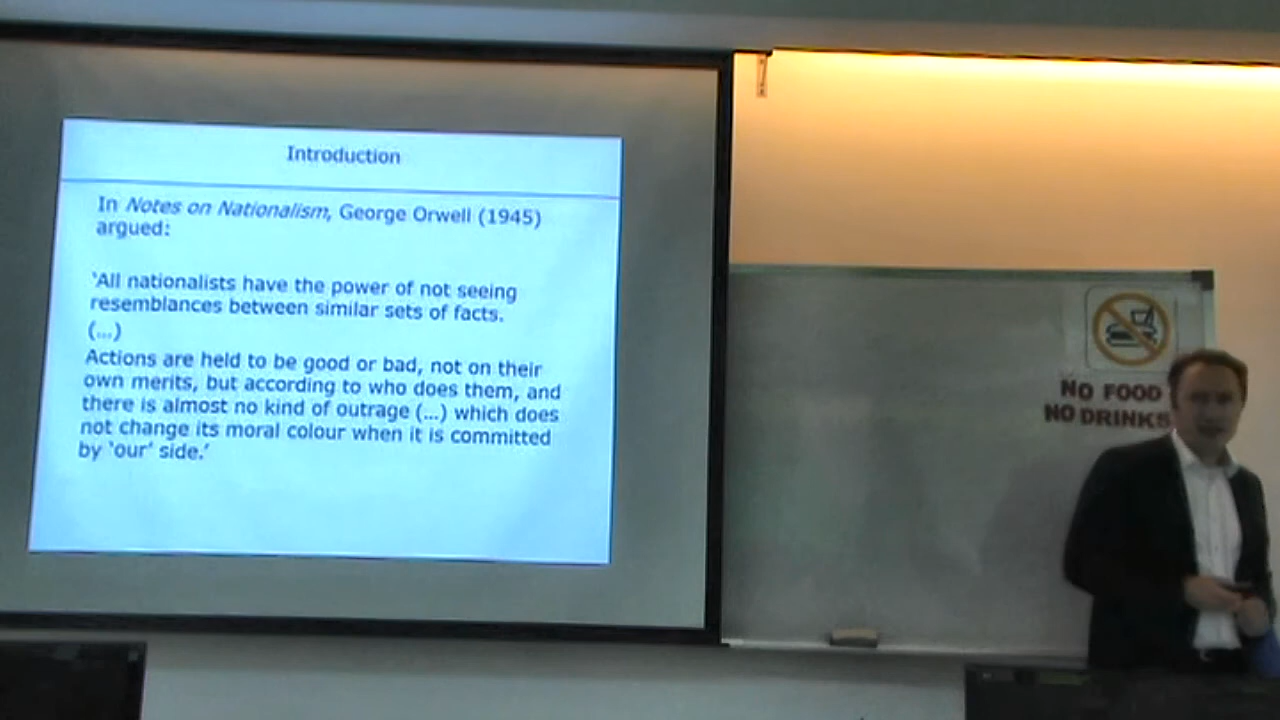 Introduction
In Notes on Nationalism, George Orwell (1945)
argued:
‘All nationalists have the power of not seeing
resemblances between similar sets of facts.
(...)
Actions are held to be good or bad, not on their
own merits, but according to who does them, and
there is almost no kind of outrage (...) which does
not change its moral colour when it is committed
by ‘our’ side.’
NO FOOD
NO DRINKS